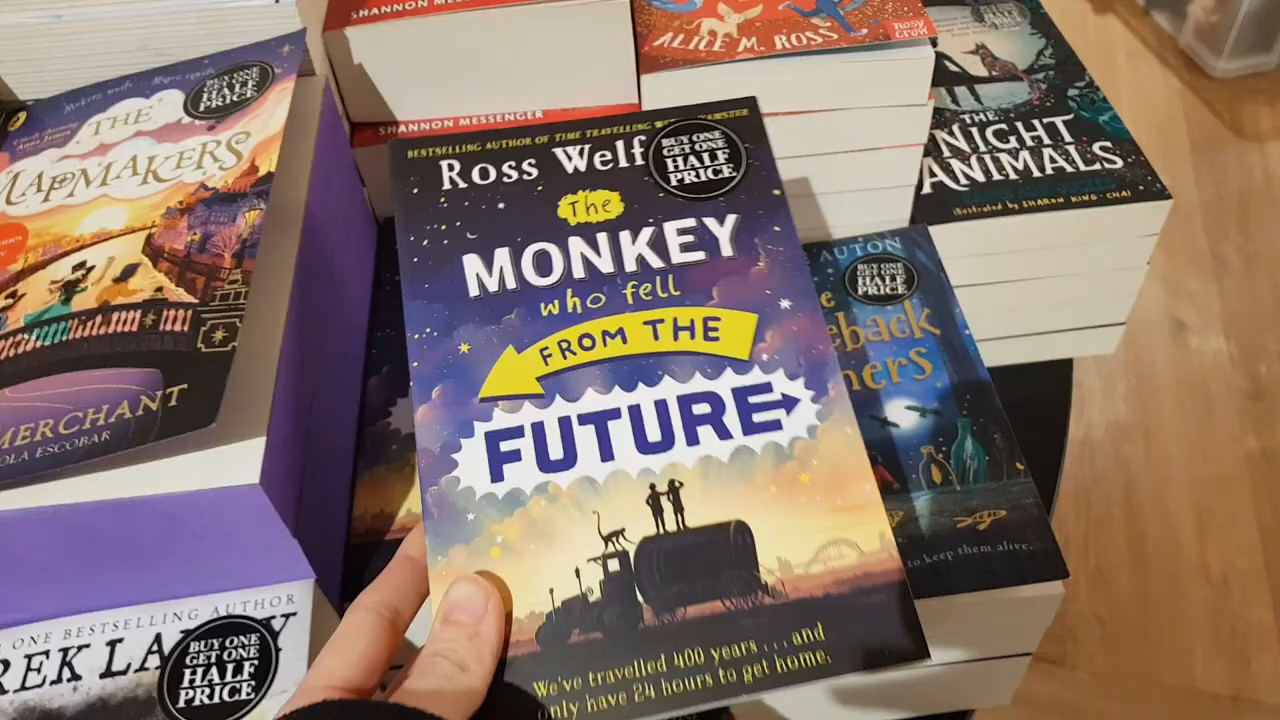 SHANNON MESSENGER
SHANNON MESSENGER
ALICE M. ROSS
nosy
crow
THE
NIGHT
ANIMALS
Illustrated by SHARON KING-CHAI
THE
MAPMAKERS
BUY ONE
GET ONE
HALF
PRICE
MERCHANT
OLA ESCOBAR
ONE BESTSELLING AUTHOR
REK LA
BUY ONE
GET ONE
HALF
PRICE
BESTSELLING AUTHOR OF TIME TRAVELLING WITH A HAMSTER
Ross Welf
BUY ONE
GET ONE
HALF
PRICE
The
MONKEY
who fell
FROM THE
FUTURE
We've travelled 400 years ... and
only have 24 hours to get home.
AUTON
BUY ONE
GET ONE
HALF
PRICE
eback
ners
to keep them alive.